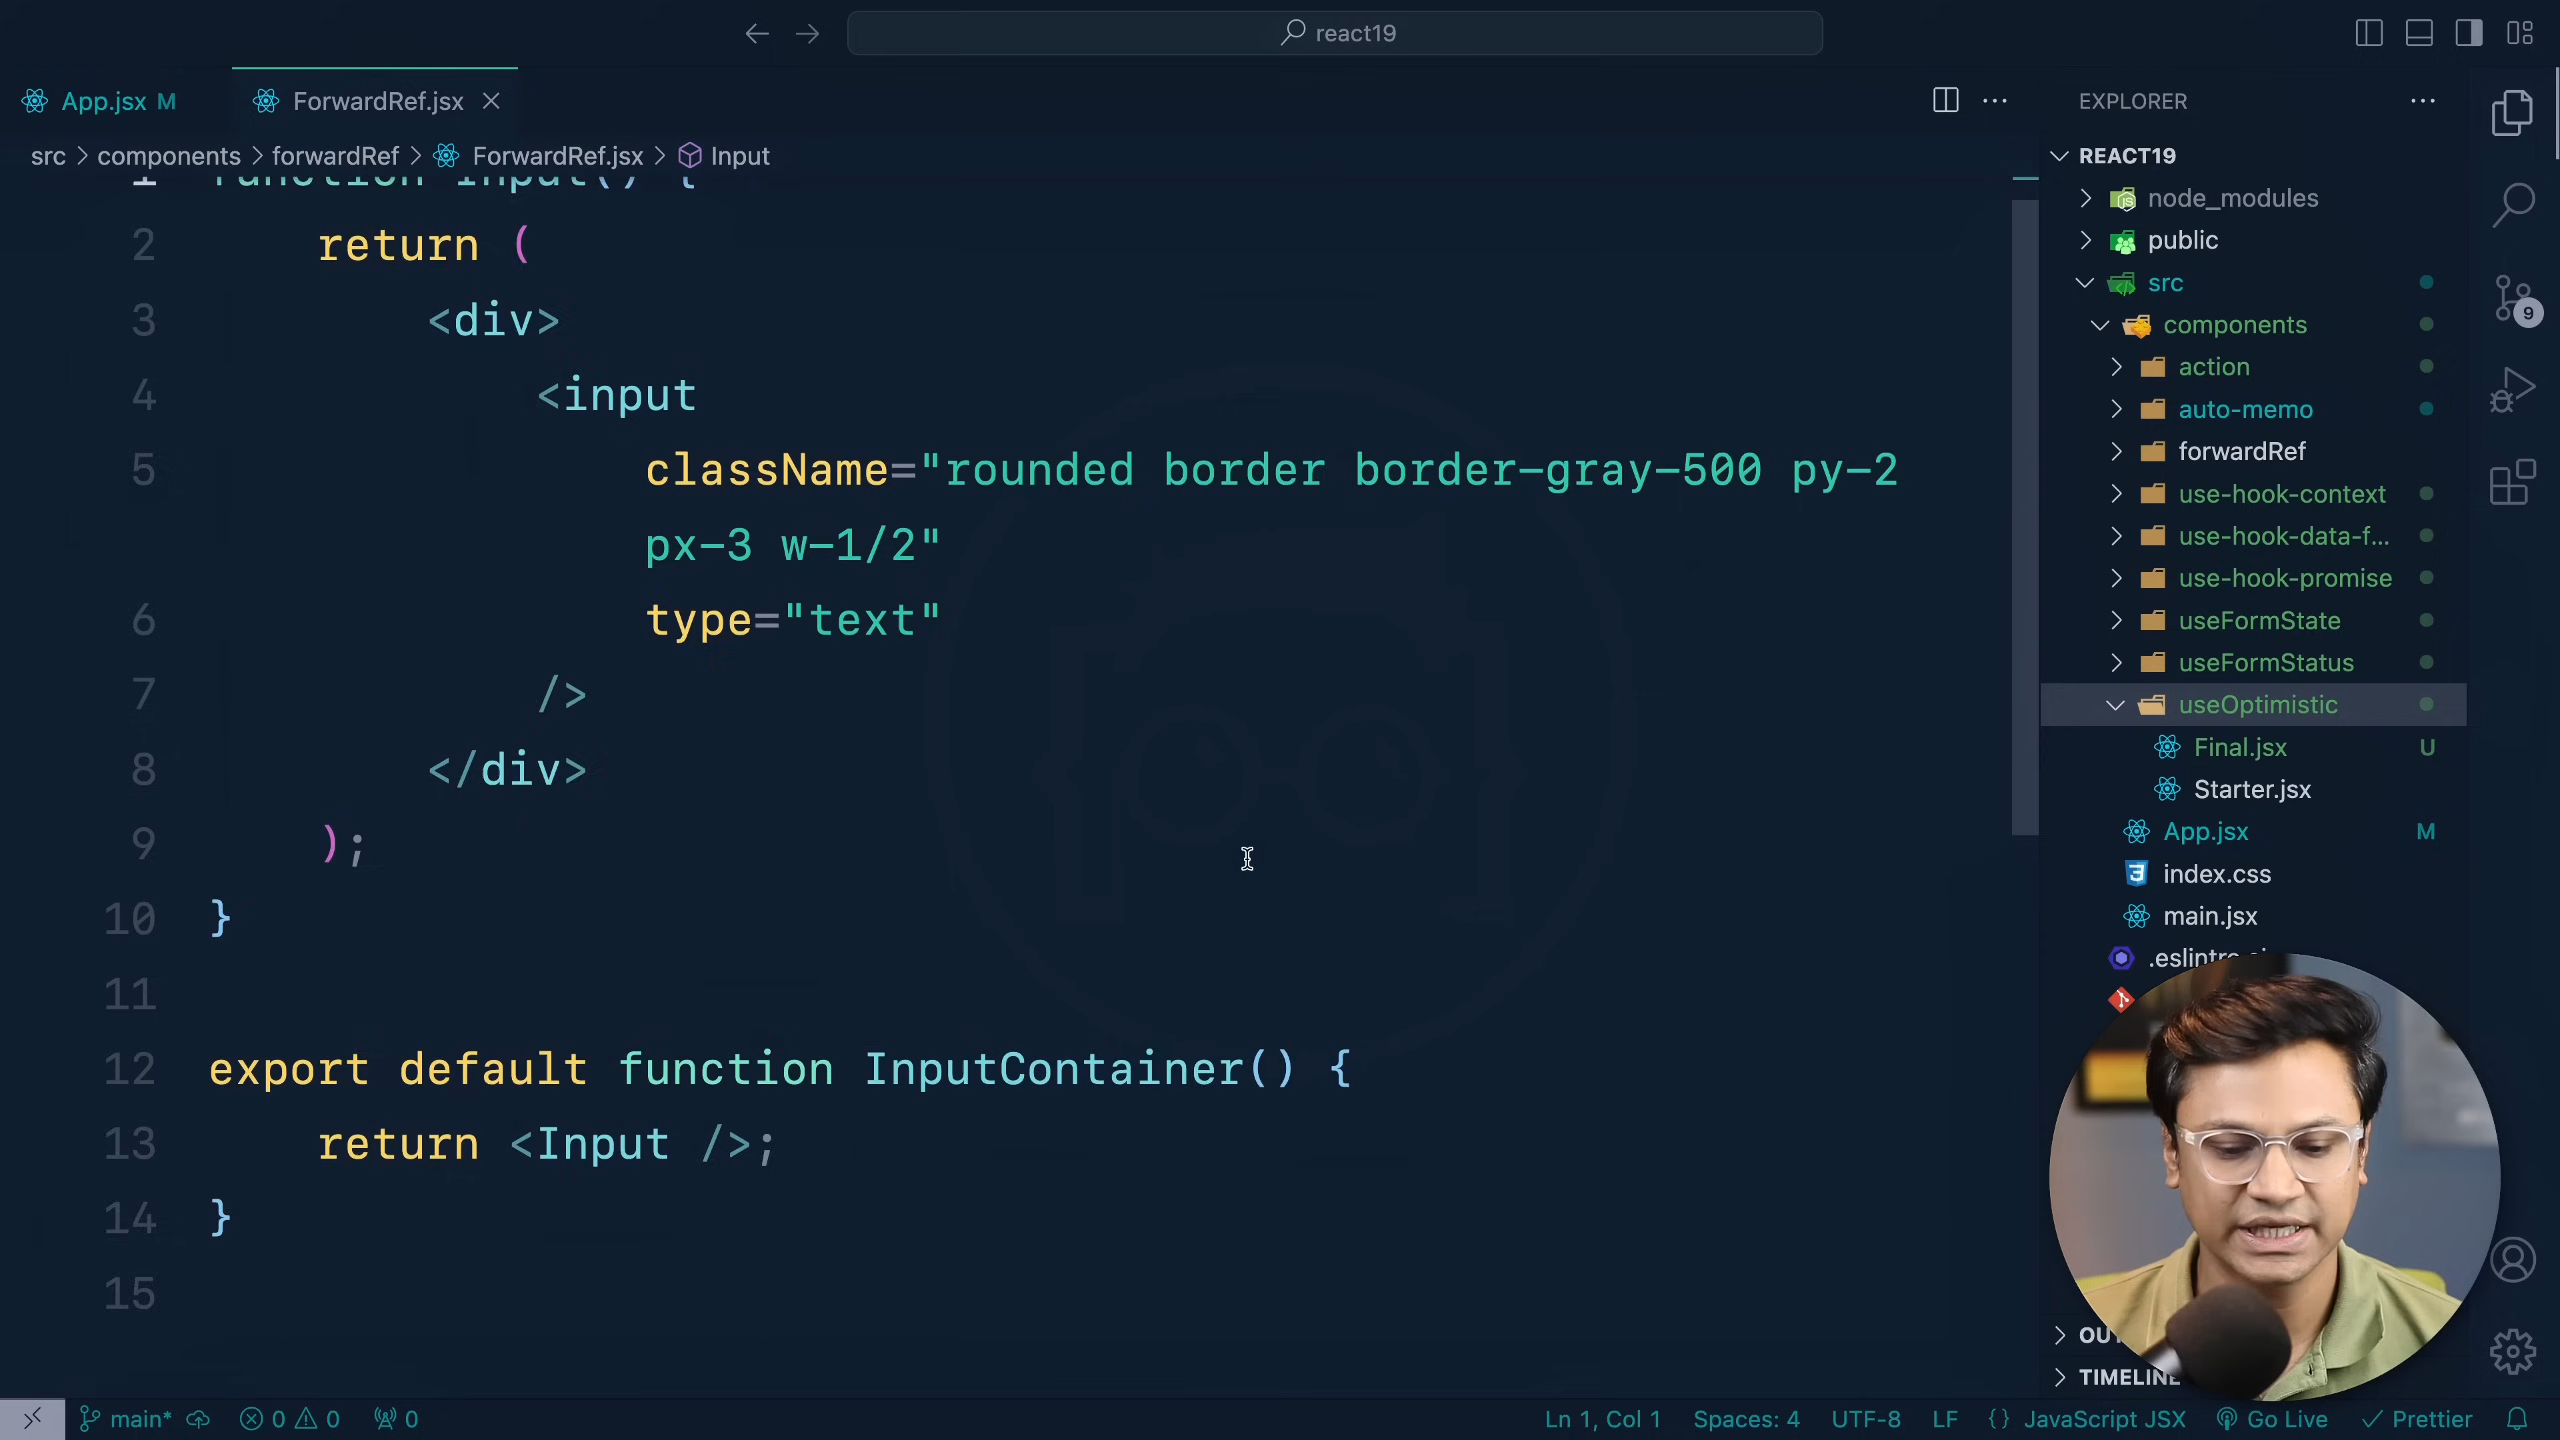 react19
App.jsx M
ForwardRef.jsx
EXPLORER
src > components > forwardRef > ForwardRef.jsx > Input
REACT19
node_modules
public
src
components
action
auto-memo
forwardRef
use-hook-context
use-hook-data-f...
use-hook-promise
useFormState
useFormStatus
useOptimistic
Final.jsx U
Starter.jsx
App.jsx M
index.css
main.jsx
TIMELINE
9
1 function Input() {
2 return (
3 <div>
4 <input
5 className="rounded border border-gray-500 py-2
px-3 w-1/2"
6 type="text"
7 />
8 </div>
9 );
10 }
11
12 export default function InputContainer() {
13 return <Input />;
14 }
15
main* 0 0 0
Ln 1, Col 1 Spaces: 4 UTF-8 LF {} JavaScript JSX Go Live Prettier